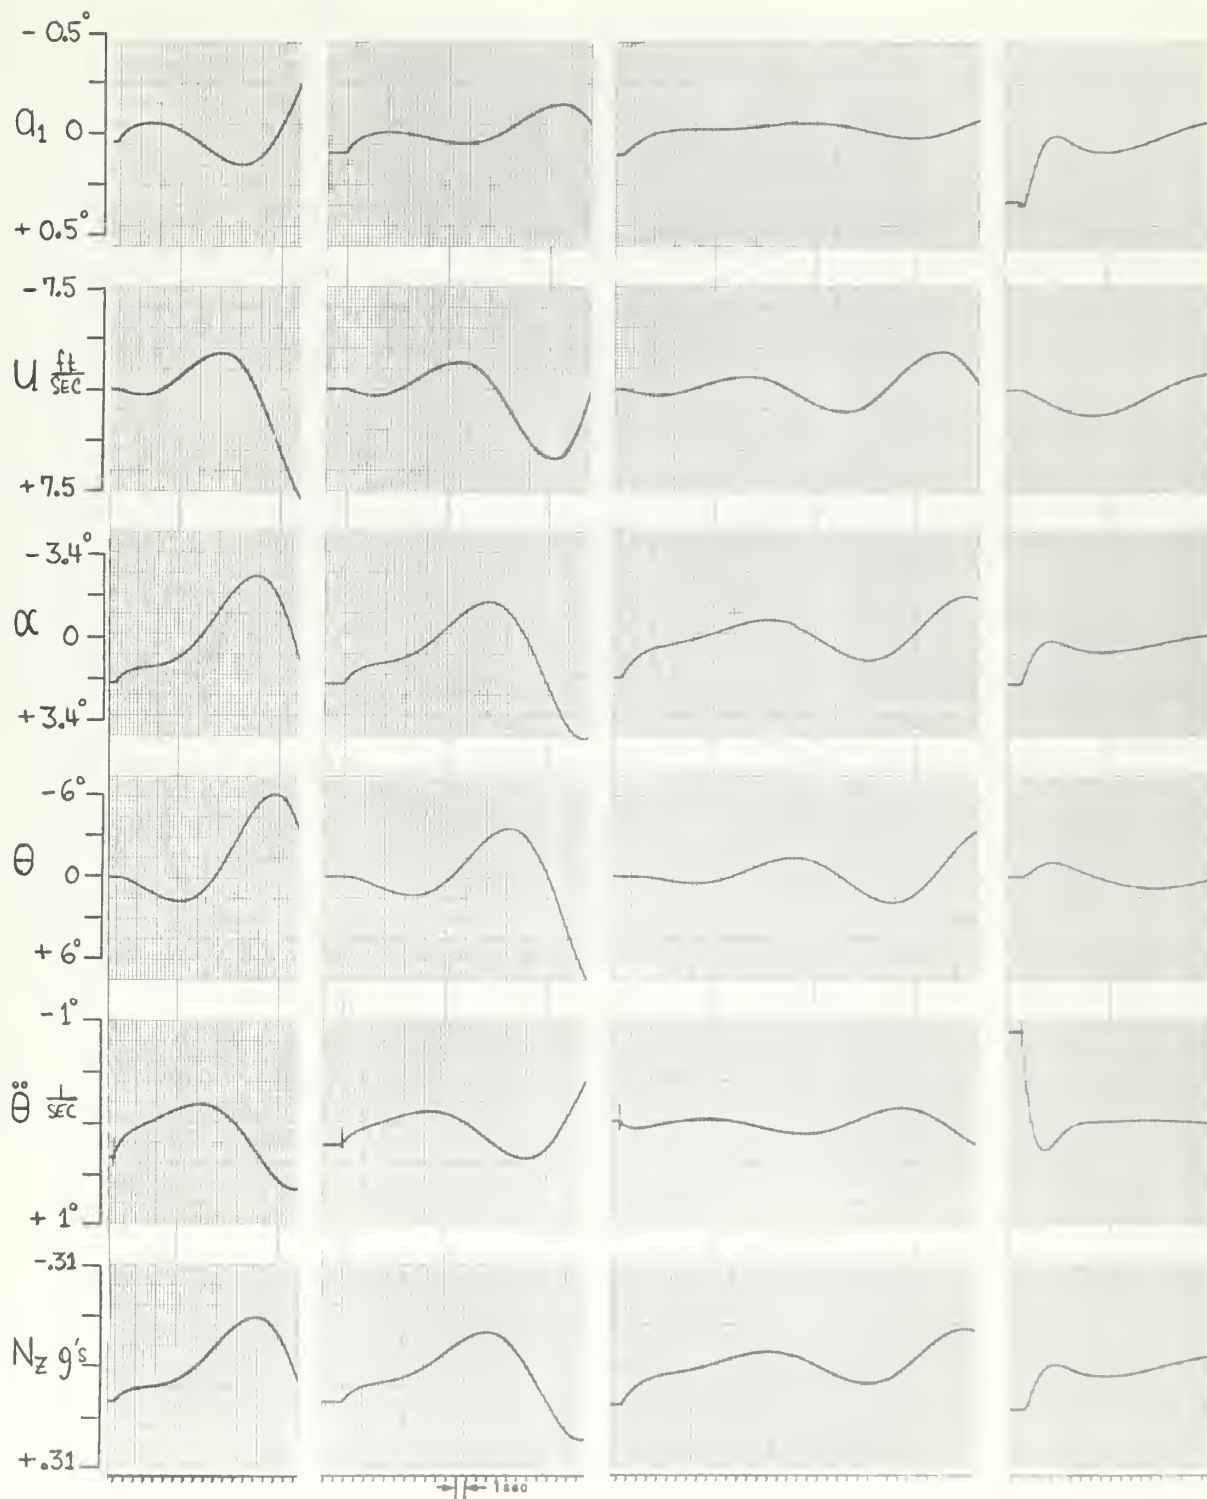 - 0.5°
a₁ 0
+ 0.5°
- 7.5
U ft/SEC
+ 7.5
- 3.4°
α 0
+ 3.4°
-6°
θ 0
+ 6°
-1°
θ̈ 1/SEC
+ 1°
-.31
N_z g's
+.31
1 SEC